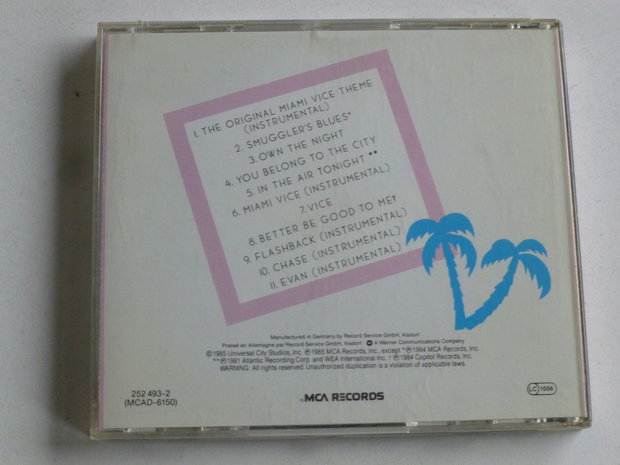 1. THE ORIGINAL MIAMI VICE THEME
(INSTRUMENTAL)
2. SMUGGLER'S BLUES*
3. OWN THE NIGHT
4. YOU BELONG TO THE CITY
5. IN THE AIR TONIGHT **
6. MIAMI VICE (INSTRUMENTAL)
7. VICE
8. BETTER BE GOOD TO ME†
9. FLASHBACK (INSTRUMENTAL)
10. CHASE (INSTRUMENTAL)
11. EVAN (INSTRUMENTAL)
Manufactured in Germany by Record Service GmbH, Alsdorf
Pressé en Allemagne par Record Service GmbH, Alsdorf A Warner Communications Company
© 1985 Universal City Studios, Inc. ℗ 1985 MCA Records, Inc., except * ℗ 1984 MCA Records, Inc.
** ℗ 1981 Atlantic Recording Corp. and WEA International Inc. † ℗ 1984 Capitol Records, Inc.
WARNING: All rights reserved. Unauthorized duplication is a violation of applicable laws.
252 493-2
(MCAD-6150)
MCA RECORDS
LC 1056